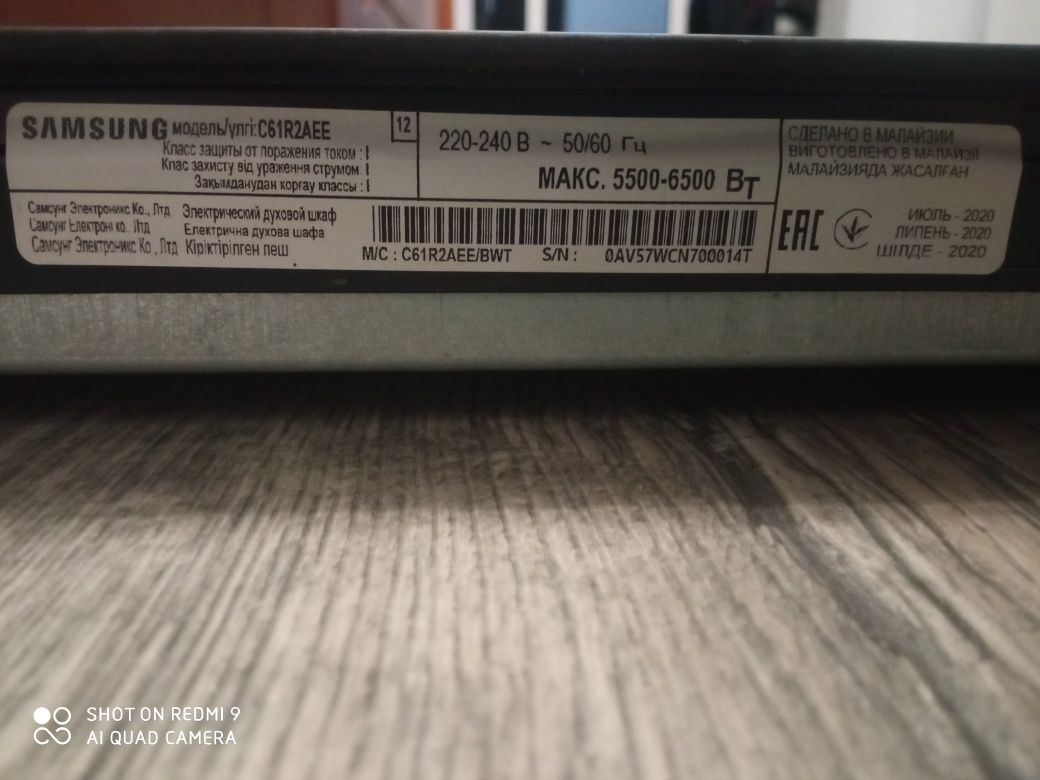 SAMSUNG модель/үлгі:C61R2AEE
12
Класс защиты от поражения током : I
Клас захисту від ураження струмом: I
Зақымданудан қорғау классы : I
220-240 В ~ 50/60 Гц
МАКС. 5500-6500 Вт
СДЕЛАНО В МАЛАЙЗИИ
ВИГОТОВЛЕНО В МАЛАЙЗІЇ
МАЛАЙЗИЯДА ЖАСАЛҒАН
Самсунг Электроникс Ко., Лтд Электрический духовой шкаф
Самсунг Електроні ко., Лтд Електрична духова шафа
Самсунг Электроникс Ко., Лтд Кіріктірілген пеш
M/C : C61R2AEE/BWT S/N : 0AV57WCN700014T
EAC
ИЮЛЬ - 2020
ЛИПЕНЬ - 2020
ШІЛДЕ - 2020
SHOT ON REDMI 9
AI QUAD CAMERA